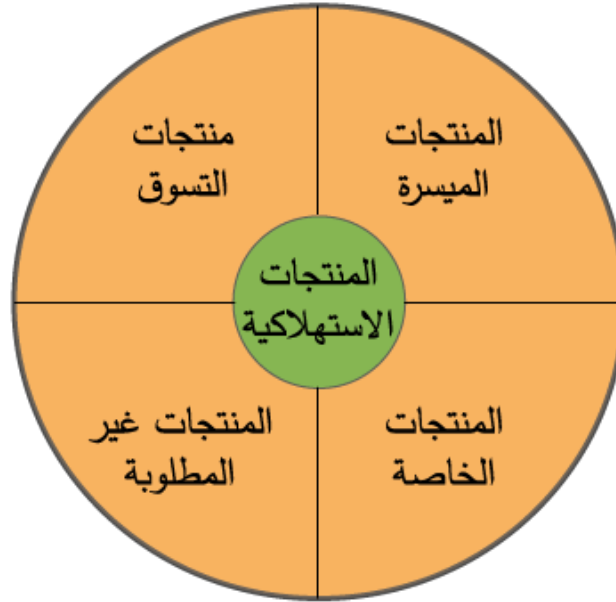 المنتجات
الميسرة
منتجات
التسوق
المنتجات
الاستهلاكية
المنتجات
الخاصة
المنتجات غير
المطلوبة